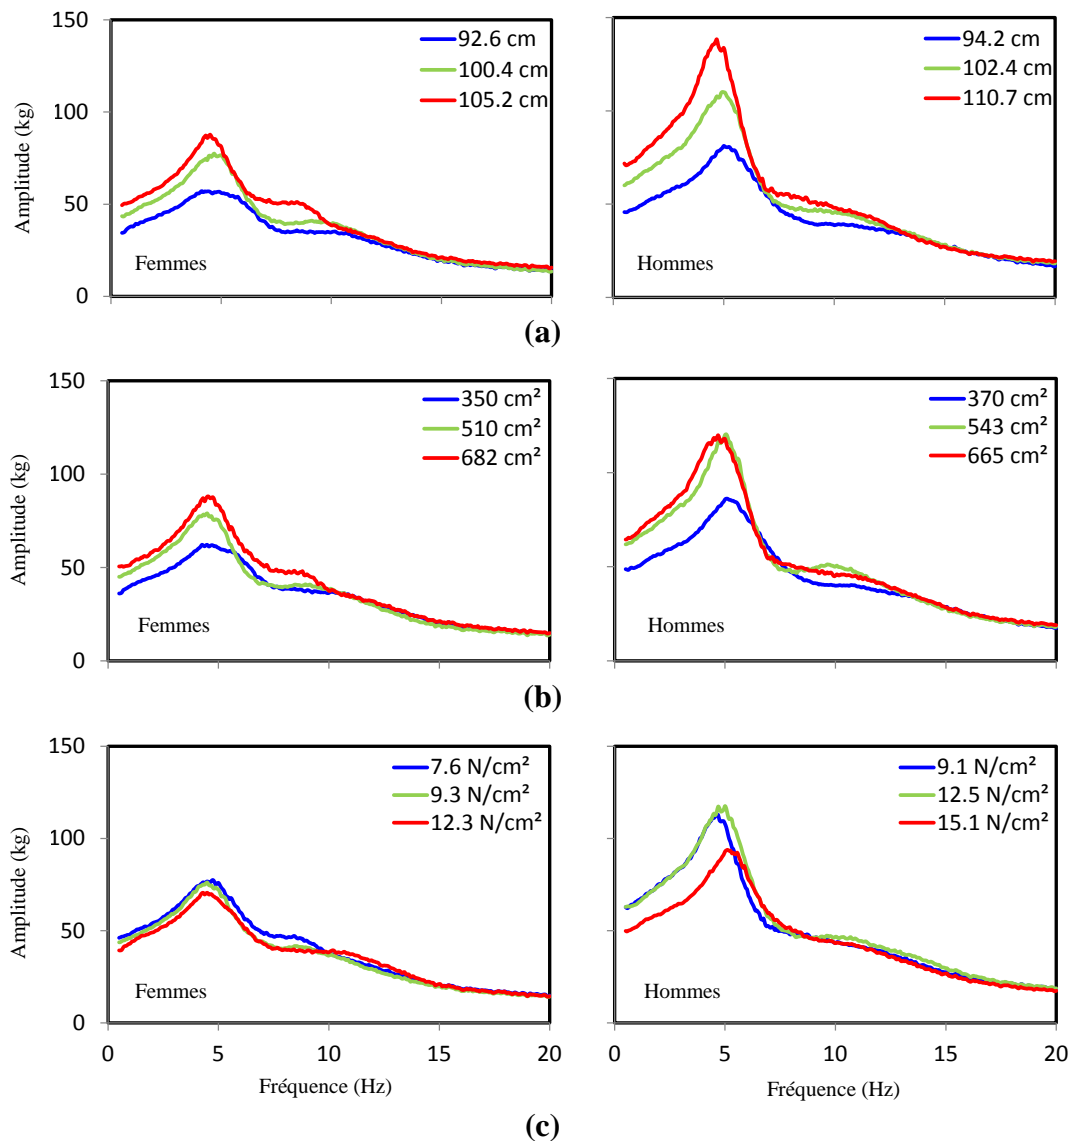 150
100
50
0
Amplitude (kg)
92.6 cm
100.4 cm
105.2 cm
Femmes
94.2 cm
102.4 cm
110.7 cm
Hommes
(a)
150
100
50
0
Amplitude (kg)
350 cm²
510 cm²
682 cm²
Femmes
370 cm²
543 cm²
665 cm²
Hommes
(b)
150
100
50
0
Amplitude (kg)
7.6 N/cm²
9.3 N/cm²
12.3 N/cm²
Femmes
9.1 N/cm²
12.5 N/cm²
15.1 N/cm²
Hommes
0 5 10 15 20
0 5 10 15 20
Fréquence (Hz)
Fréquence (Hz)
(c)